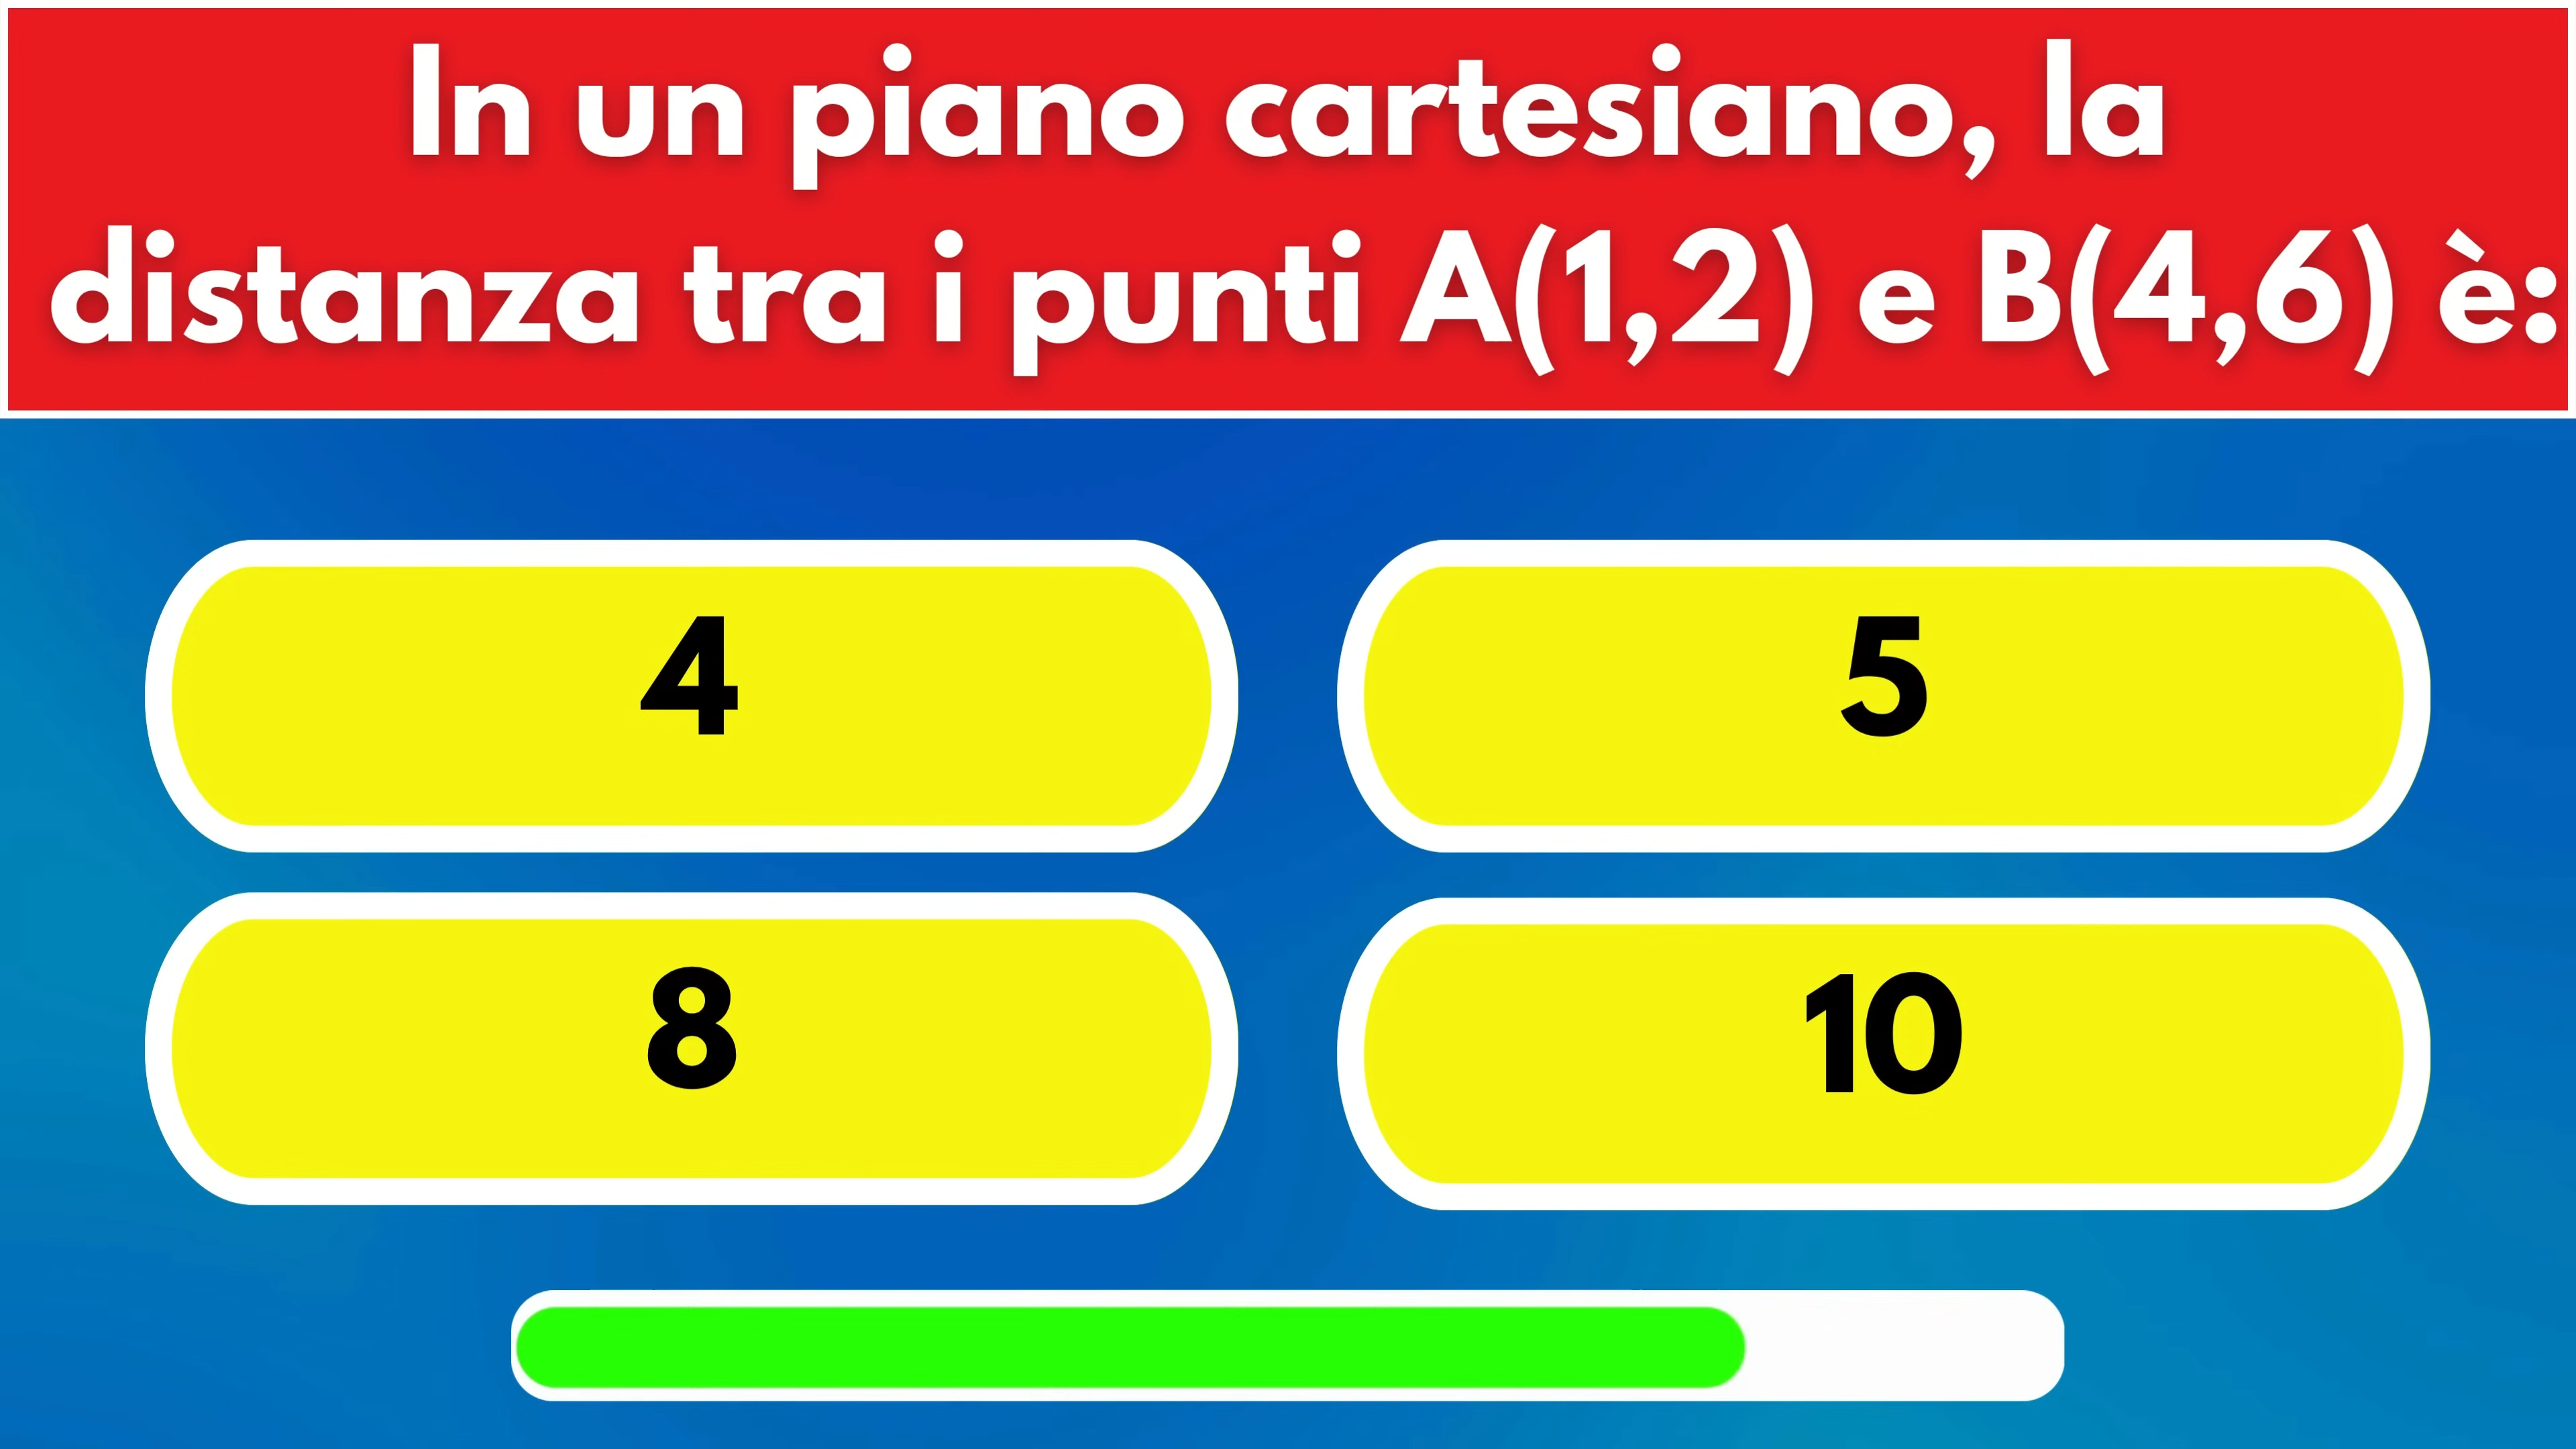 In un piano cartesiano, la
distanza tra i punti A(1,2) e B(4,6) è:
4
5
8
10